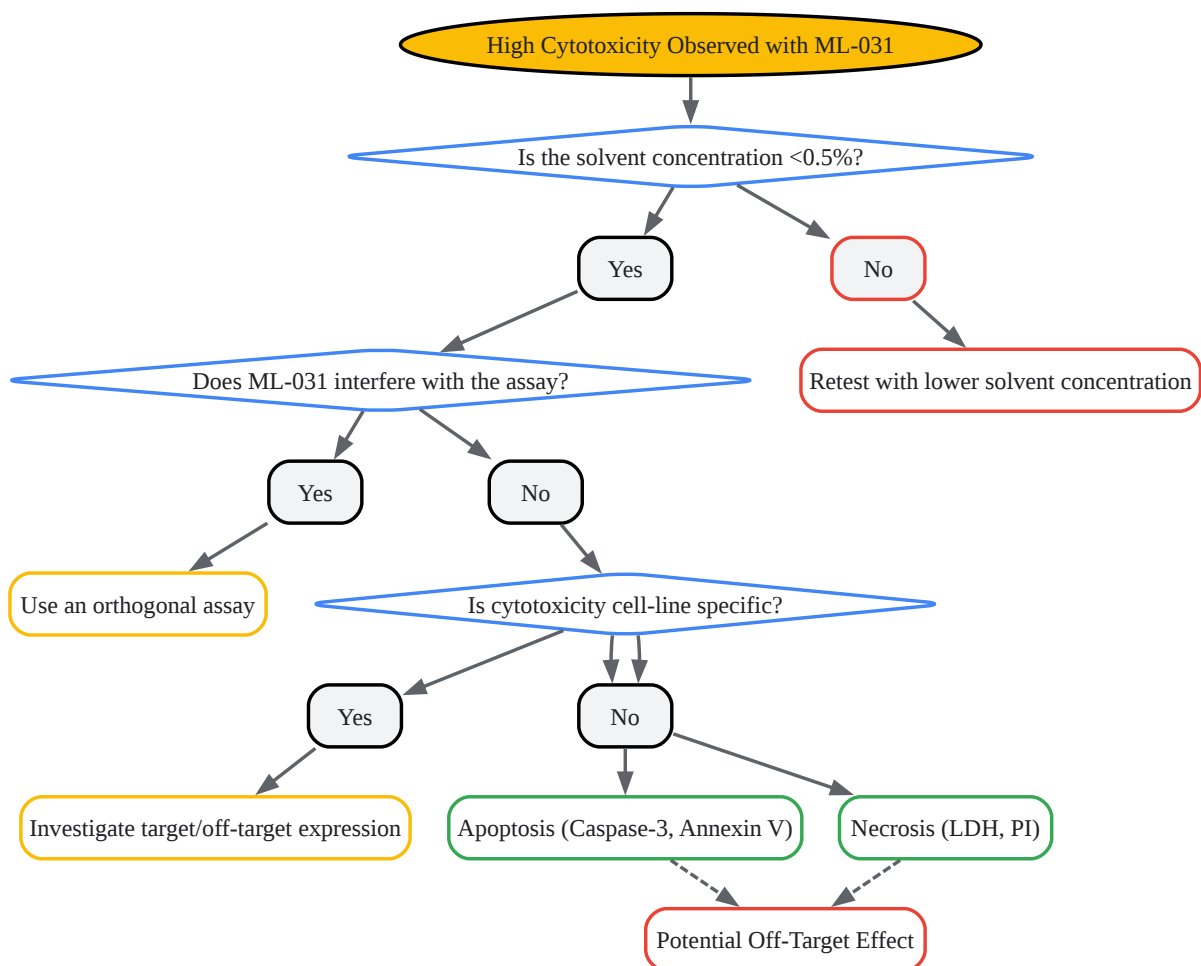 High Cytotoxicity Observed with ML-031
Is the solvent concentration <0.5%?
Yes
No
Does ML-031 interfere with the assay?
Retest with lower solvent concentration
Yes
No
Use an orthogonal assay
Is cytotoxicity cell-line specific?
Yes
No
Investigate target/off-target expression
Apoptosis (Caspase-3, Annexin V)
Necrosis (LDH, PI)
Potential Off-Target Effect